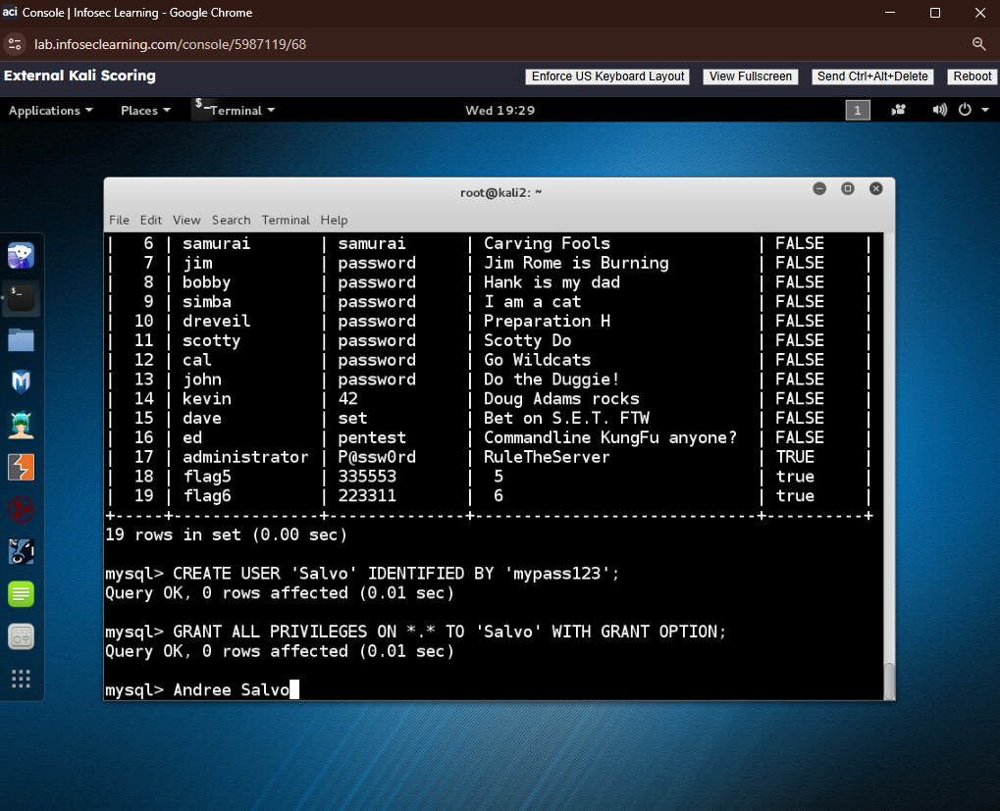 aci Console | Infosec Learning - Google Chrome
lab.infoseclearning.com/console/5987119/68
External Kali Scoring Enforce US Keyboard Layout View Fullscreen Send Ctrl+Alt+Delete Reboot
Applications Places Terminal Wed 19:29 1
root@kali2: ~
File Edit View Search Terminal Help
| 6 | samurai | samurai | Carving Fools | FALSE |
| 7 | jim | password | Jim Rome is Burning | FALSE |
| 8 | bobby | password | Hank is my dad | FALSE |
| 9 | simba | password | I am a cat | FALSE |
| 10 | dreveil | password | Preparation H | FALSE |
| 11 | scotty | password | Scotty Do | FALSE |
| 12 | cal | password | Go Wildcats | FALSE |
| 13 | john | password | Do the Duggie! | FALSE |
| 14 | kevin | 42 | Doug Adams rocks | FALSE |
| 15 | dave | set | Bet on S.E.T. FTW | FALSE |
| 16 | ed | pentest | Commandline KungFu anyone? | FALSE |
| 17 | administrator | P@ssw0rd | RuleTheServer | TRUE |
| 18 | flag5 | 335553 | 5 | true |
| 19 | flag6 | 223311 | 6 | true |
+-----+---------------+--------------+-----------------------------+----------+
19 rows in set (0.00 sec)
mysql> CREATE USER 'Salvo' IDENTIFIED BY 'mypass123';
Query OK, 0 rows affected (0.01 sec)
mysql> GRANT ALL PRIVILEGES ON *.* TO 'Salvo' WITH GRANT OPTION;
Query OK, 0 rows affected (0.01 sec)
mysql> Andree Salvo